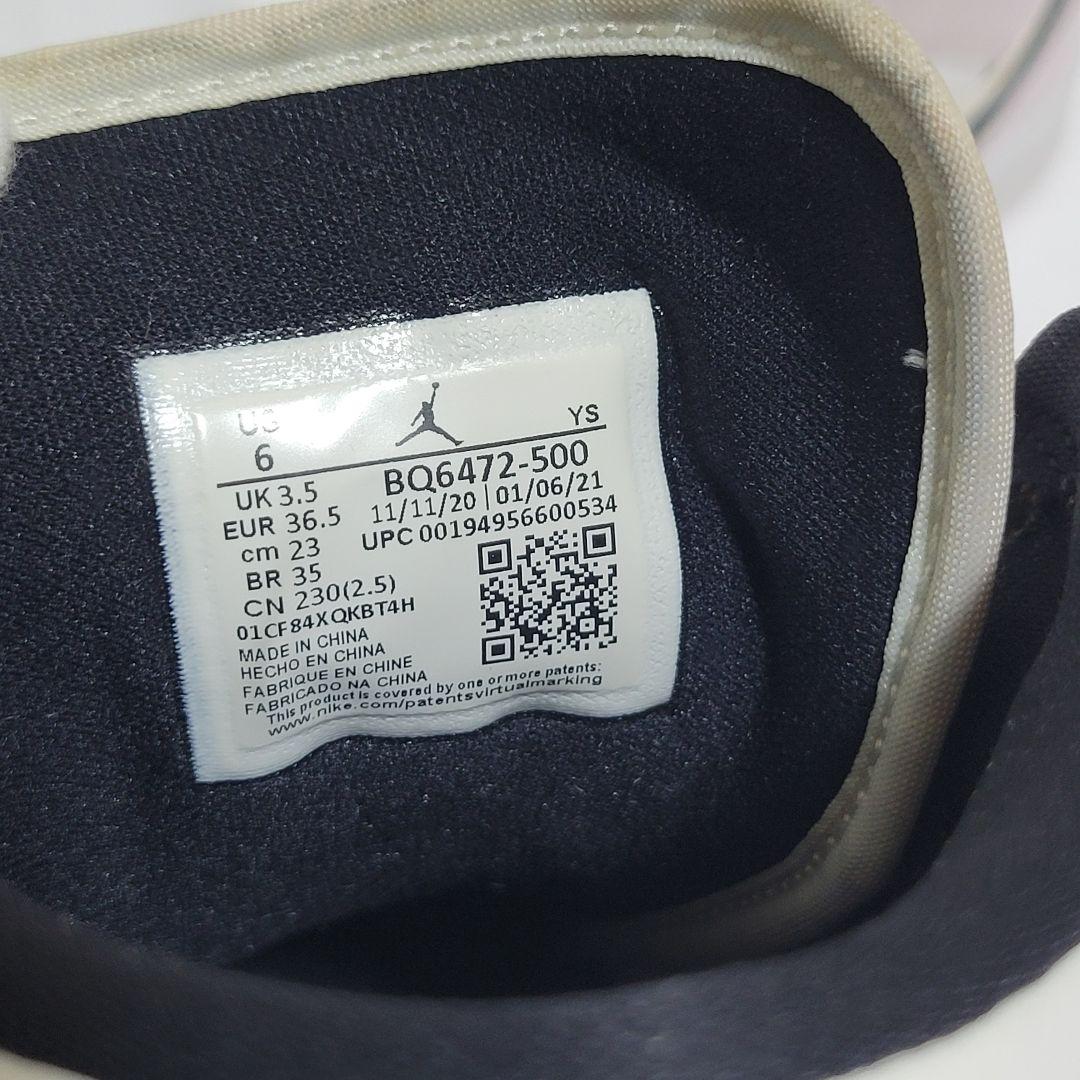 US YS
6
BQ6472-500
UK 3.5
11/11/20 | 01/06/21
EUR 36.5
UPC 00194956600534
cm 23
BR 35
CN 230(2.5)
01CF84XQKBT4H
MADE IN CHINA
HECHO EN CHINA
FABRIQUE EN CHINE
FABRICADO NA CHINA
This product is covered by one or more patents:
www.nike.com/patentsvirtualmarking